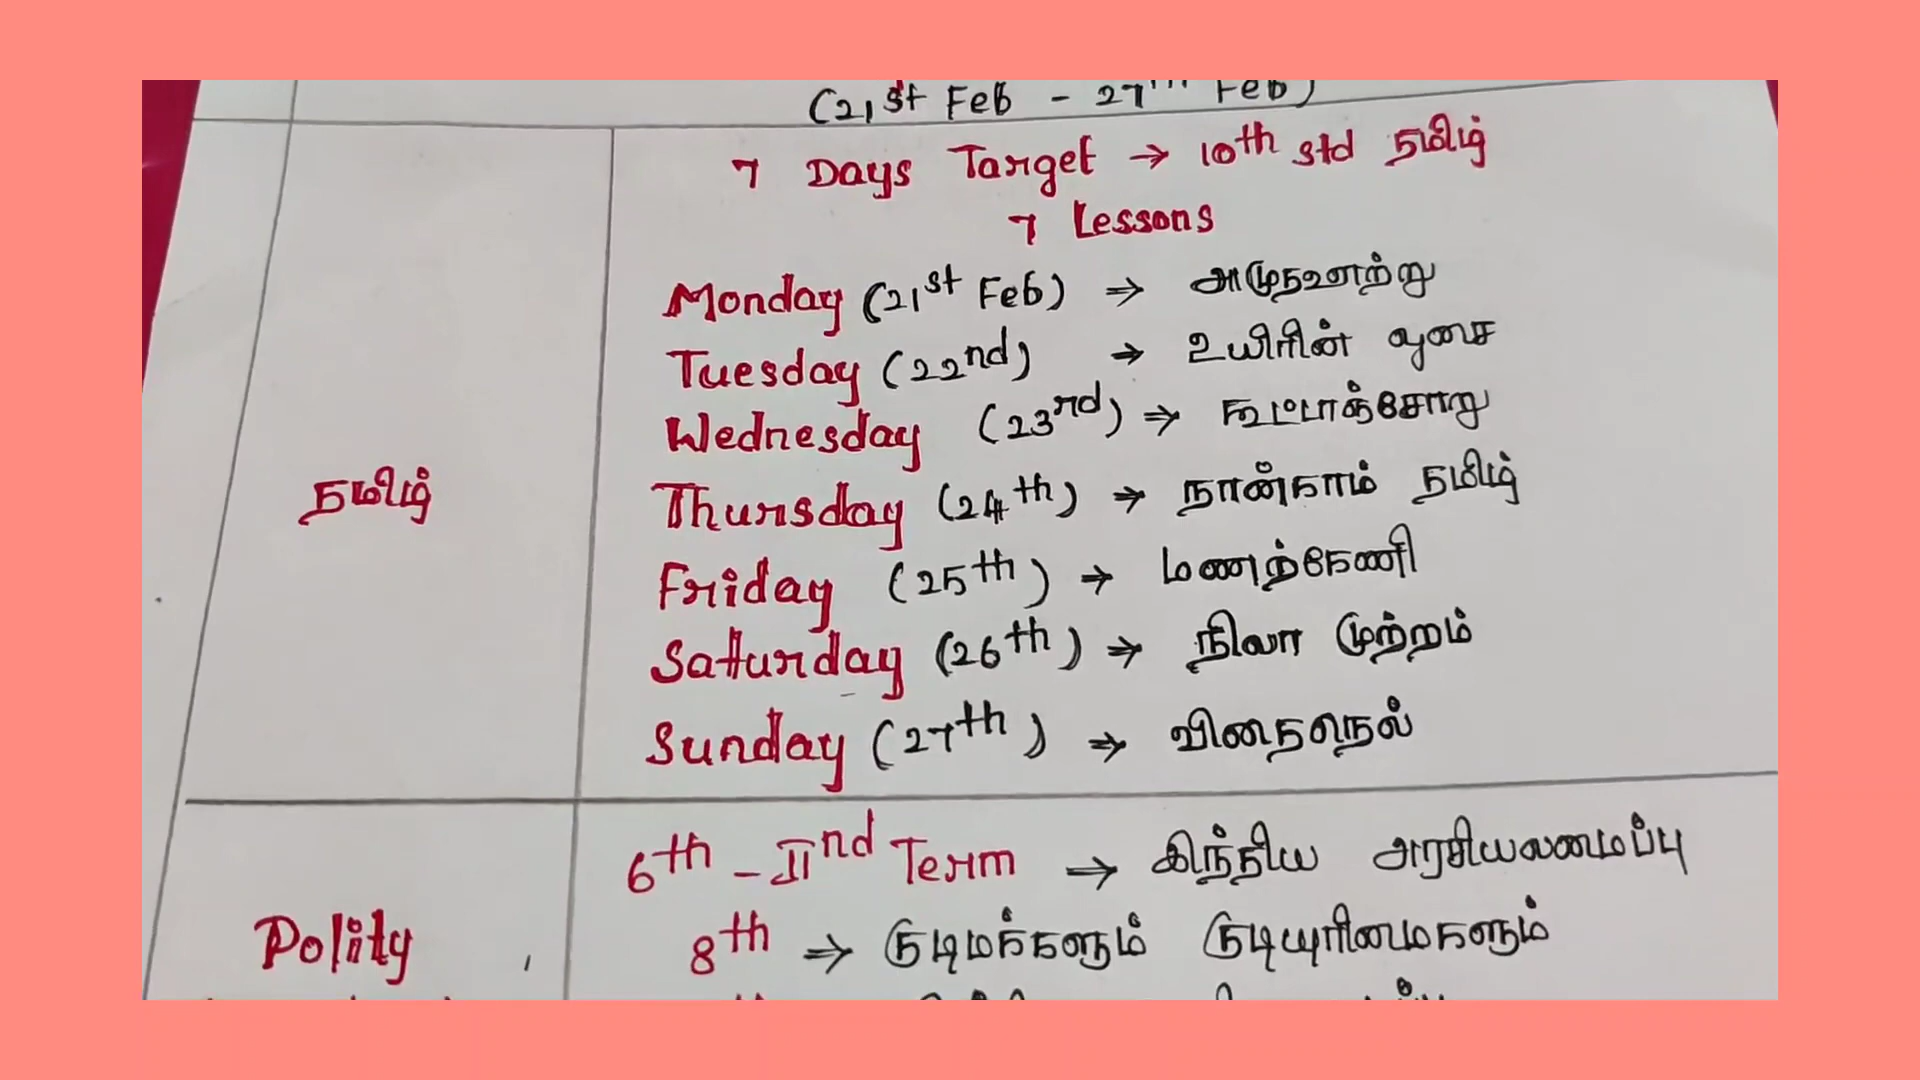 (21st Feb - 27th Feb)
7 Days Target → 10th std தமிழ்
7 Lessons
Monday (21st Feb) → அமுதஊற்று
Tuesday (22nd) → உயிரின் ஓசை
Wednesday (23rd) → கூட்டாஞ்சோறு
தமிழ்
Thursday (24th) → நான்காம் தமிழ்
Friday (25th) → மணற்கேணி
Saturday (26th) → நிலா முற்றம்
Sunday (27th) → விதைநெல்
6th - IInd Term → இந்திய அரசியலமைப்பு
Polity
8th → குடிமக்களும் குடியுரிமைகளும்